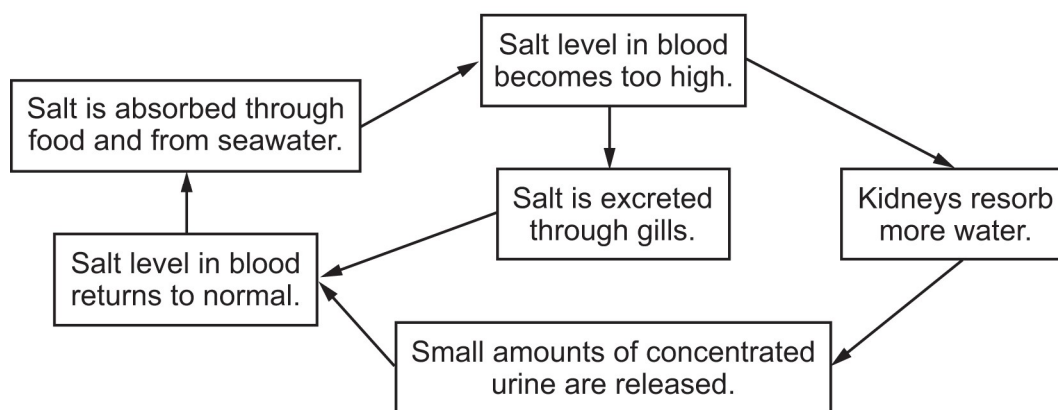 Salt level in blood
becomes too high.
Salt is absorbed through
food and from seawater.
Salt is excreted
through gills.
Kidneys resorb
more water.
Salt level in blood
returns to normal.
Small amounts of concentrated
urine are released.